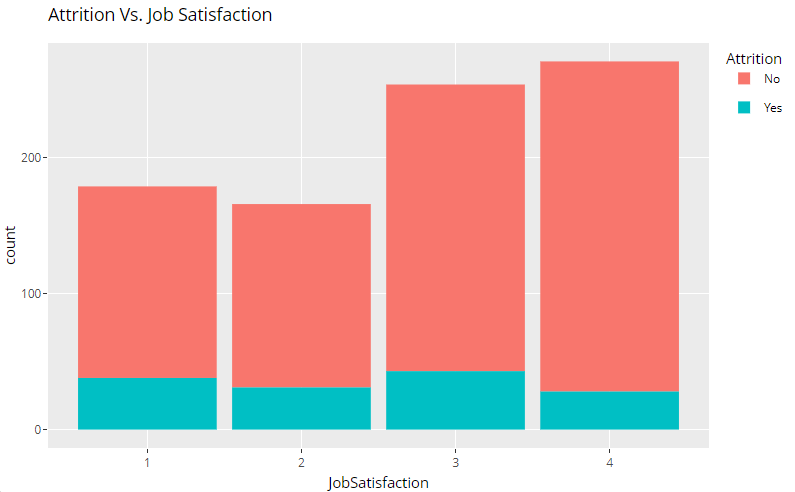 Attrition Vs. Job Satisfaction
Attrition
No
Yes
200
100
0
count
1 2 3 4
JobSatisfaction